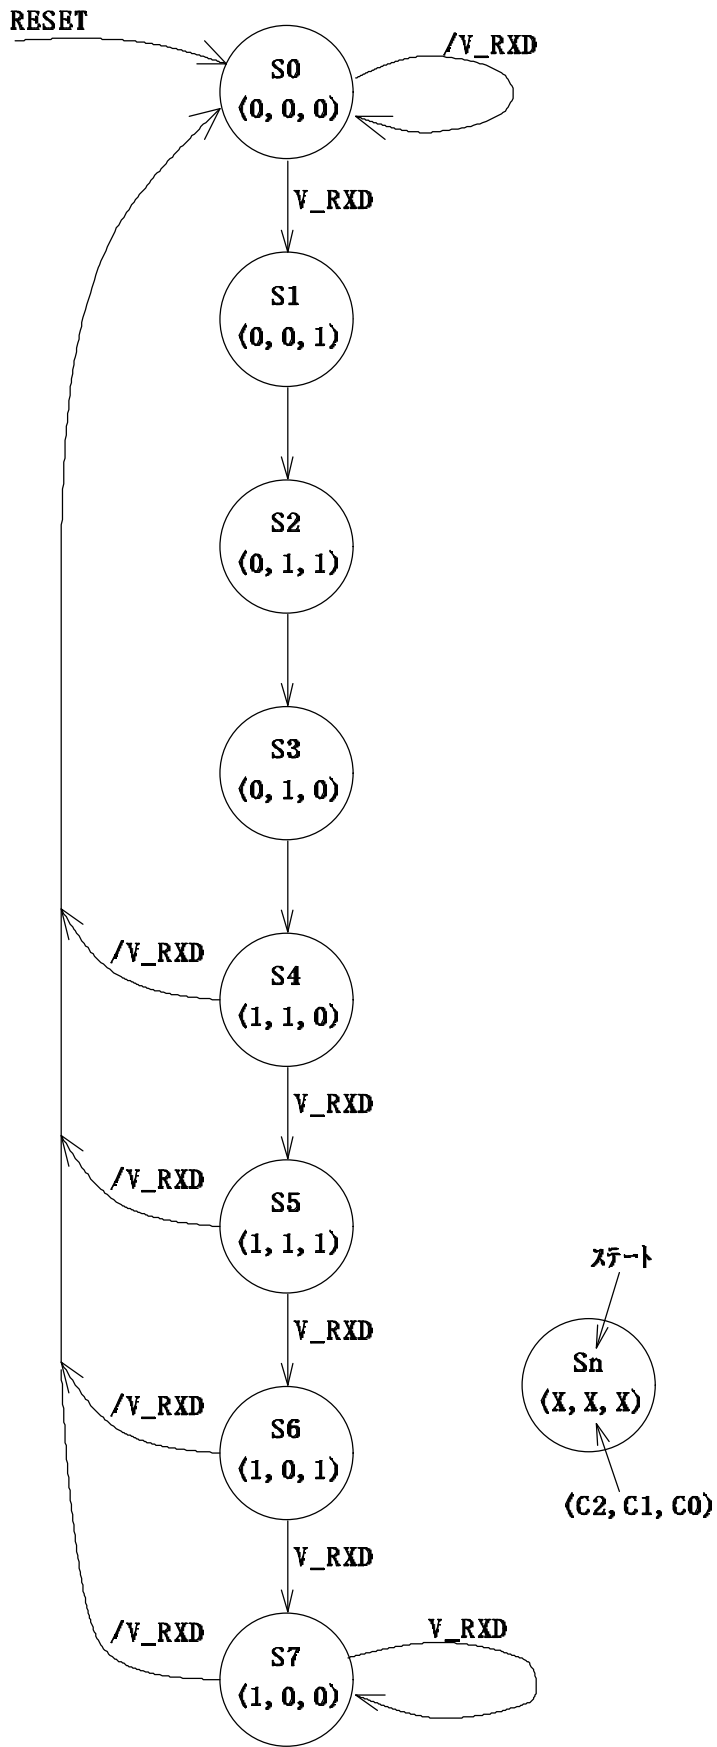 RESET
/V_RXD
S0
(0,0,0)
V_RXD
S1
(0,0,1)
S2
(0,1,1)
S3
(0,1,0)
/V_RXD
S4
(1,1,0)
V_RXD
/V_RXD
S5
(1,1,1)
V_RXD
ステート
Sn
(X,X,X)
(C2,C1,C0)
/V_RXD
S6
(1,0,1)
V_RXD
/V_RXD
S7
(1,0,0)
V_RXD